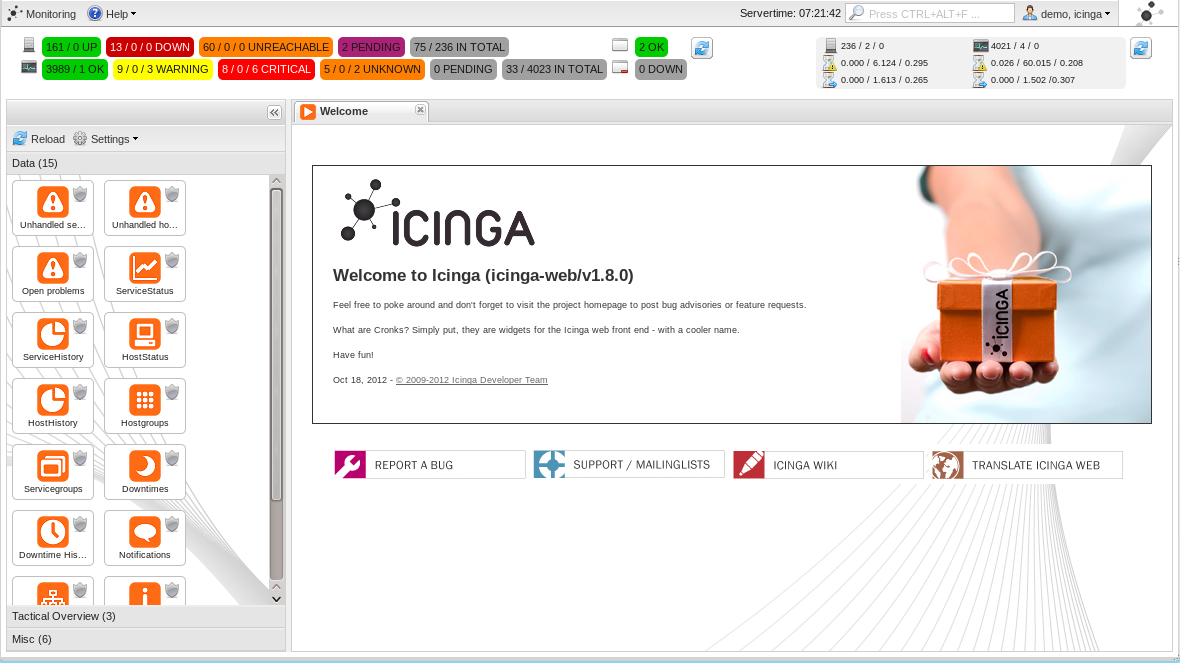 Monitoring Help Servertime: 07:21:42 Press CTRL+ALT+F ... demo, icinga
161 / 0 UP 13 / 0 / 0 DOWN 60 / 0 / 0 UNREACHABLE 2 PENDING 75 / 236 IN TOTAL 2 OK
3989 / 1 OK 9 / 0 / 3 WARNING 8 / 0 / 6 CRITICAL 5 / 0 / 2 UNKNOWN 0 PENDING 33 / 4023 IN TOTAL 0 DOWN
236 / 2 / 0 4021 / 4 / 0
0.000 / 6.124 / 0.295 0.026 / 60.015 / 0.208
0.000 / 1.613 / 0.265 0.000 / 1.502 /0.307
Reload Settings
Data (15)
Unhandled se... Unhandled ho...
Open problems ServiceStatus
ServiceHistory HostStatus
HostHistory Hostgroups
Servicegroups Downtimes
Downtime His... Notifications
Tactical Overview (3)
Misc (6)
Welcome
ICINGA
Welcome to Icinga (icinga-web/v1.8.0)
Feel free to poke around and don't forget to visit the project homepage to post bug advisories or feature requests.
What are Cronks? Simply put, they are widgets for the Icinga web front end - with a cooler name.
Have fun!
Oct 18, 2012 - © 2009-2012 Icinga Developer Team
ICINGA
REPORT A BUG SUPPORT / MAILINGLISTS ICINGA WIKI TRANSLATE ICINGA WEB